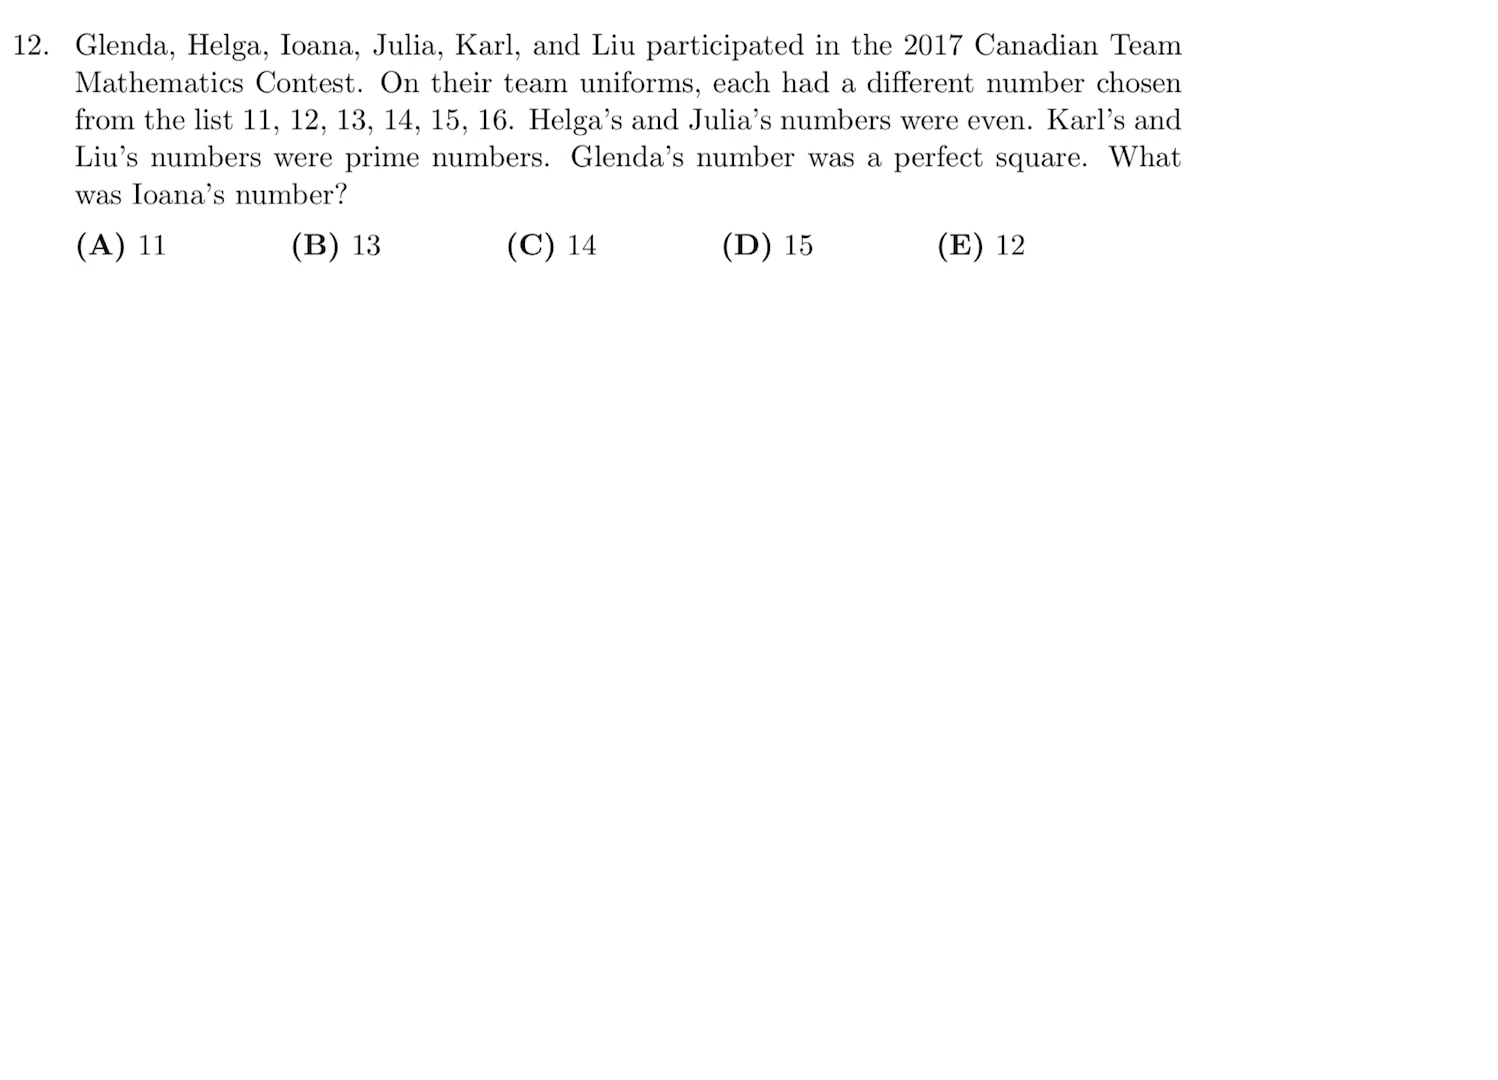 12. Glenda, Helga, Ioana, Julia, Karl, and Liu participated in the 2017 Canadian Team
Mathematics Contest. On their team uniforms, each had a different number chosen
from the list 11, 12, 13, 14, 15, 16. Helga's and Julia's numbers were even. Karl's and
Liu's numbers were prime numbers. Glenda's number was a perfect square. What
was Ioana's number?
(A) 11 (B) 13 (C) 14 (D) 15 (E) 12